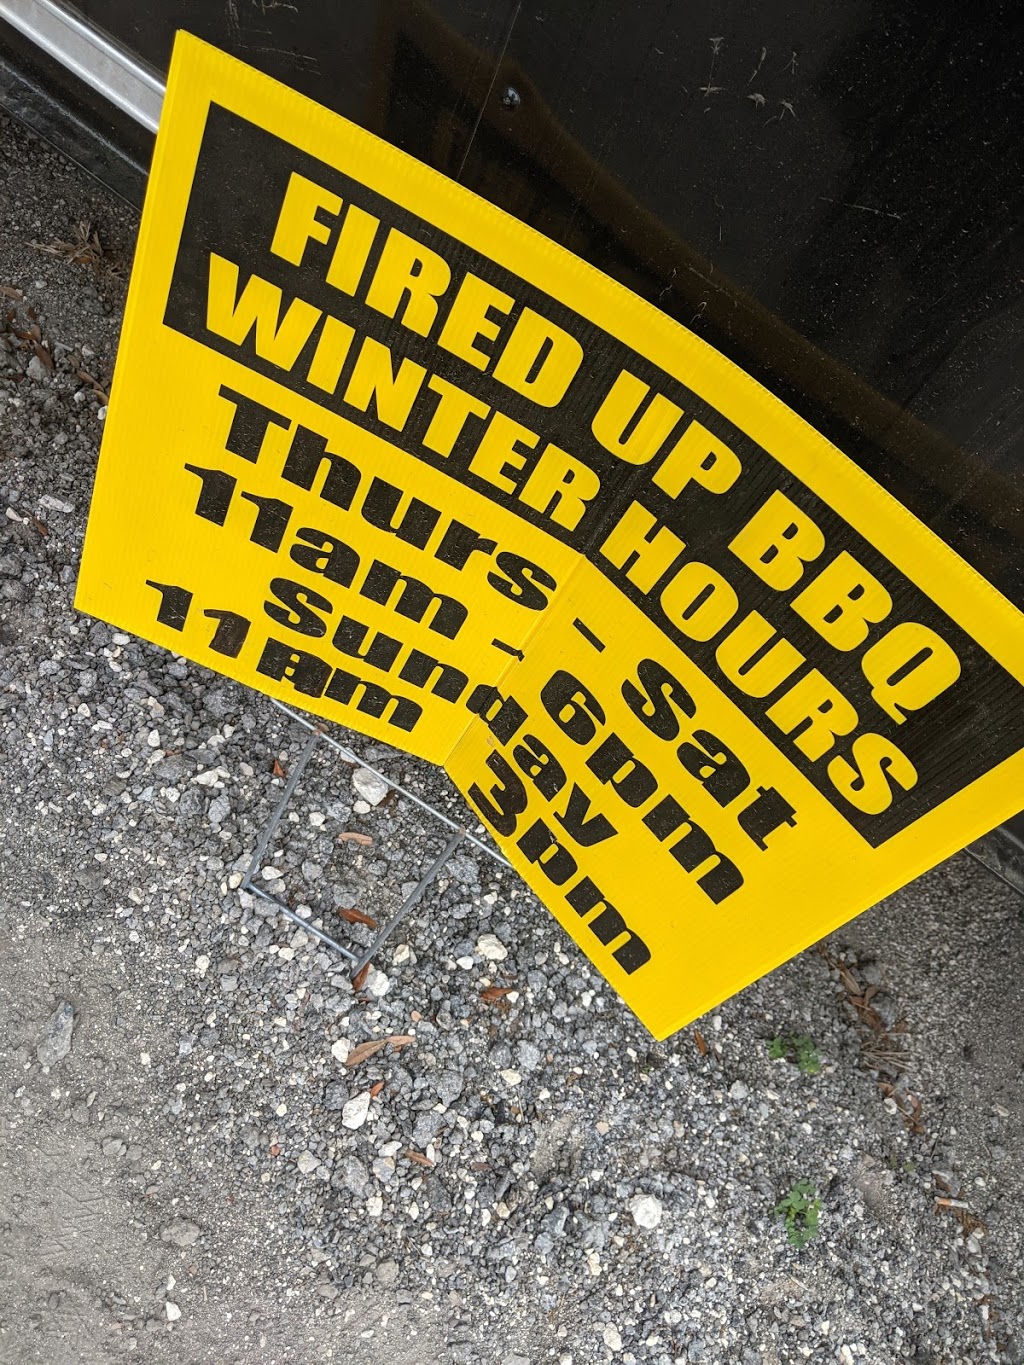 FIRED UP BBQ
WINTER HOURS
Thurs - Sat
11am - 6pm
Sunday
11am 3pm